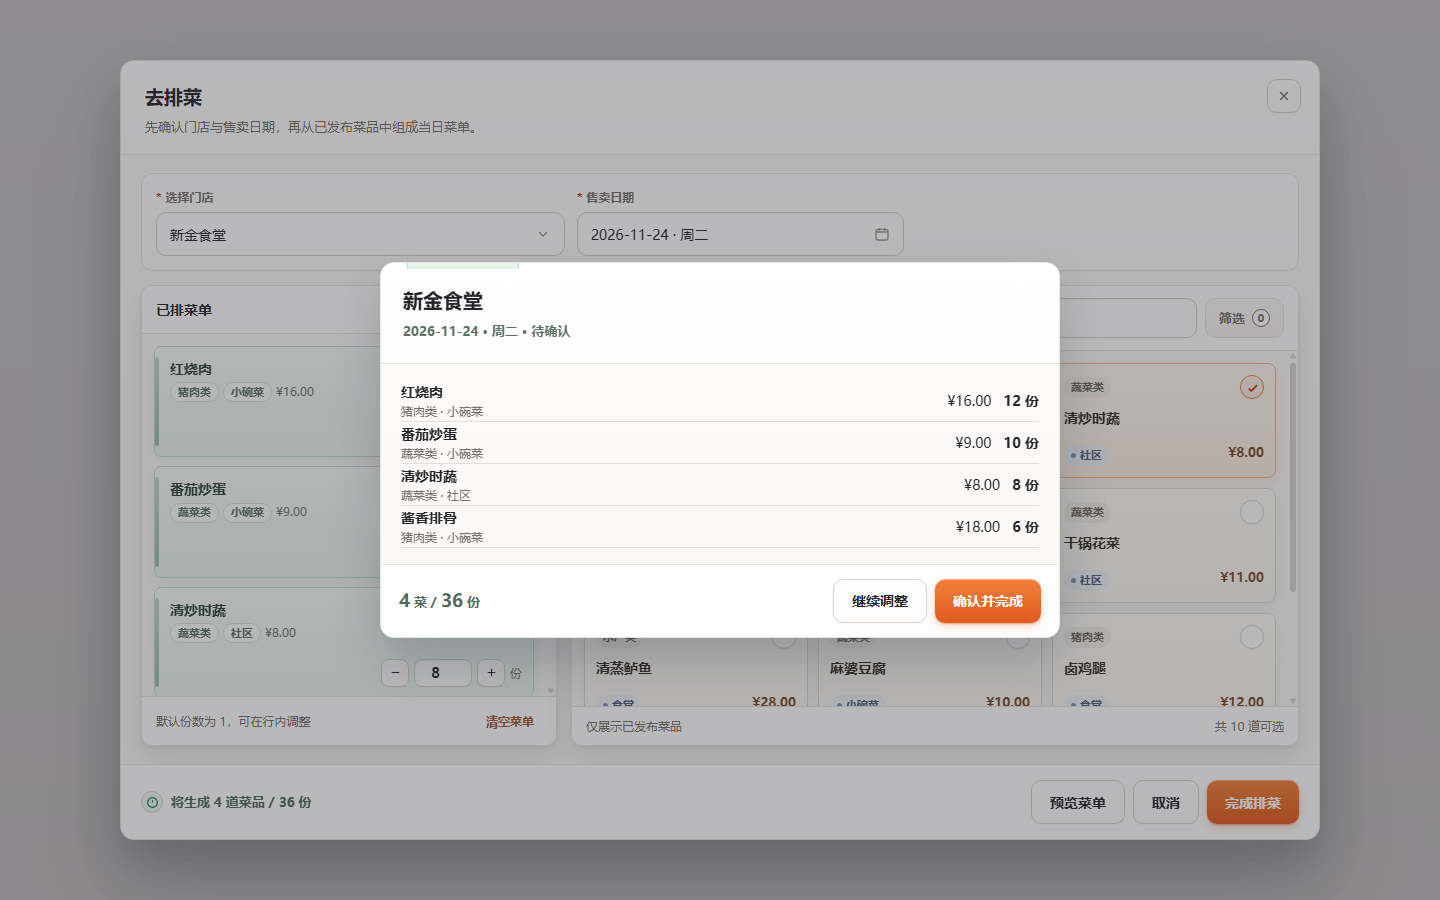 去排菜
先确认门店与售卖日期，再从已发布菜品中组成当日菜单。
* 选择门店
* 售卖日期
新金食堂
2026-11-24 · 周二
已排菜单
筛选 0
红烧肉
猪肉类 小碗菜 ¥16.00
番茄炒蛋
蔬菜类 小碗菜 ¥9.00
清炒时蔬
蔬菜类 社区 ¥8.00
− 8 + 份
默认份数为 1，可在行内调整
清空菜单
新金食堂
2026-11-24 • 周二 • 待确认
红烧肉
猪肉类 · 小碗菜
¥16.00 12 份
番茄炒蛋
蔬菜类 · 小碗菜
¥9.00 10 份
清炒时蔬
蔬菜类 · 社区
¥8.00 8 份
酱香排骨
猪肉类 · 小碗菜
¥18.00 6 份
4 菜 / 36 份
继续调整
确认并完成
蔬菜类
清炒时蔬
社区
¥8.00
蔬菜类
干锅花菜
社区
¥11.00
清蒸鲈鱼
食堂
¥28.00
蔬菜类
麻婆豆腐
小碗菜
¥10.00
猪肉类
卤鸡腿
食堂
¥12.00
仅展示已发布菜品
共 10 道可选
将生成 4 道菜品 / 36 份
预览菜单
取消
完成排菜